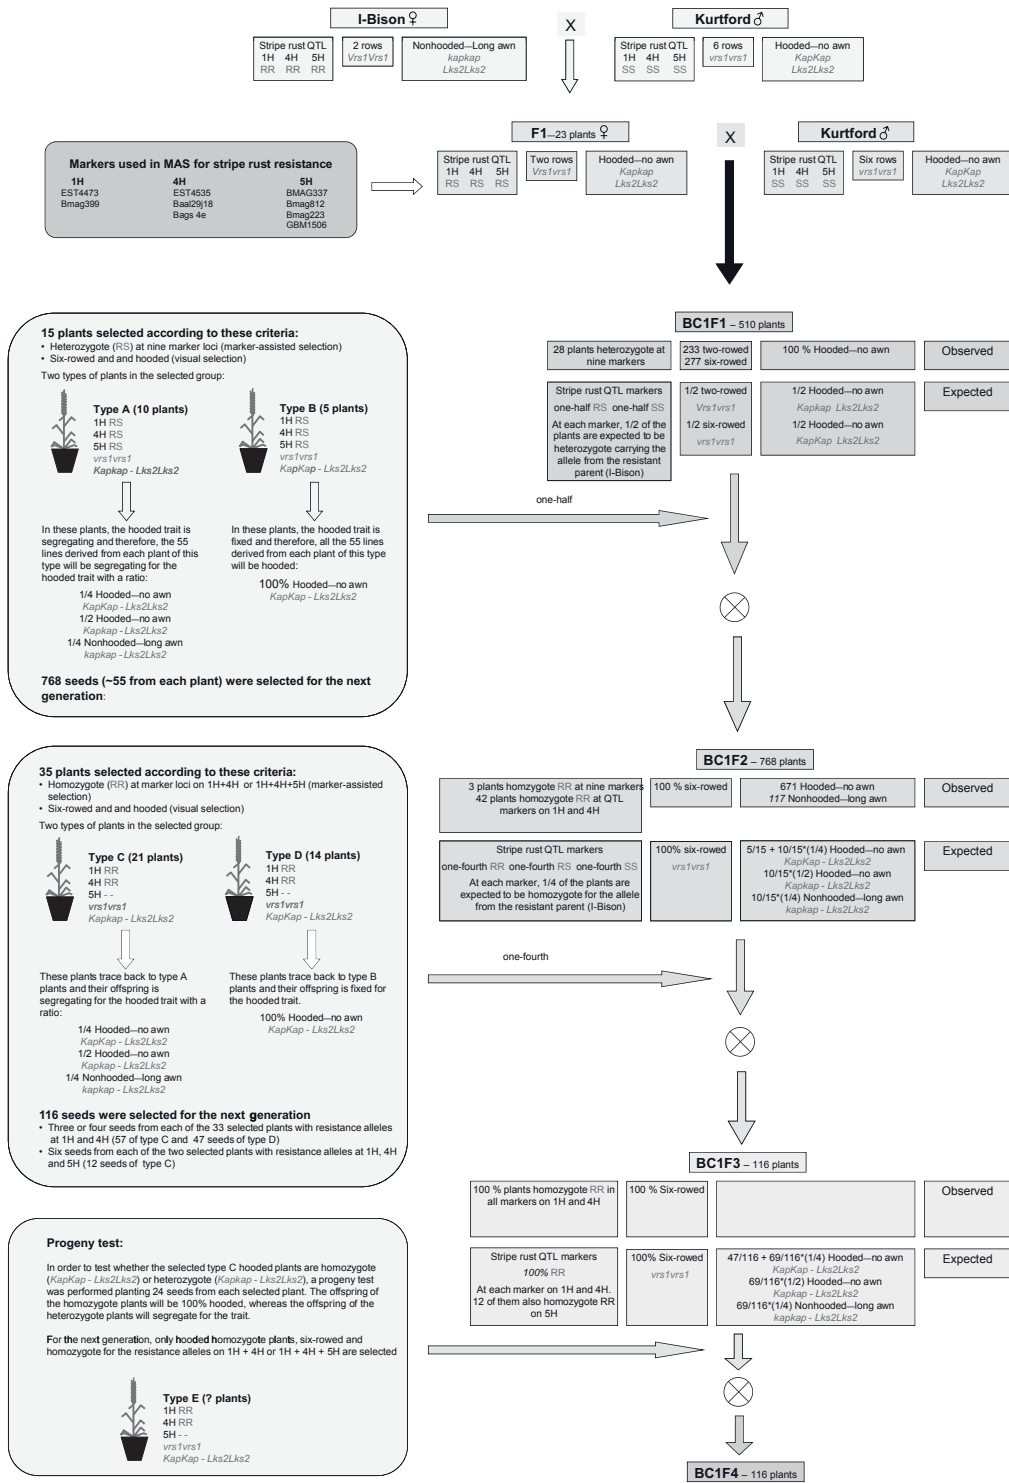 I-Bison ♀
X
Kurtford ♂
Stripe rust QTL
1H 4H 5H
RR RR RR
2 rows
Vrs1Vrs1
Nonhooded—Long awn
kapkap
Lks2Lks2
Stripe rust QTL
1H 4H 5H
SS SS SS
6 rows
vrs1vrs1
Hooded—no awn
KapKap
Lks2Lks2
F1—23 plants ♀
X
Kurtford ♂
Stripe rust QTL
1H 4H 5H
RS RS RS
Two rows
Vrs1vrs1
Hooded—no awn
Kapkap
Lks2Lks2
Stripe rust QTL
1H 4H 5H
SS SS SS
Six rows
vrs1vrs1
Hooded—no awn
KapKap
Lks2Lks2
Markers used in MAS for stripe rust resistance
1H
EST4473
Bmag399
4H
EST4535
Baal29j18
Bags 4e
5H
BMAG337
Bmag812
Bmag223
GBM1506
15 plants selected according to these criteria:
• Heterozygote (RS) at nine marker loci (marker-assisted selection)
• Six-rowed and and hooded (visual selection)
Two types of plants in the selected group:
Type A (10 plants)
1H RS
4H RS
5H RS
vrs1vrs1
Kapkap - Lks2Lks2
Type B (5 plants)
1H RS
4H RS
5H RS
vrs1vrs1
KapKap - Lks2Lks2
In these plants, the hooded trait is
segregating and therefore, the 55
lines derived from each plant of this
type will be segregating for the
hooded trait with a ratio:
1/4 Hooded—no awn
KapKap - Lks2Lks2
1/2 Hooded—no awn
Kapkap - Lks2Lks2
1/4 Nonhooded—long awn
kapkap - Lks2Lks2
In these plants, the hooded trait is
fixed and therefore, all the 55 lines
derived from each plant of this type
will be hooded:
100% Hooded—no awn
KapKap - Lks2Lks2
768 seeds (~55 from each plant) were selected for the next
generation:
BC1F1 – 510 plants
28 plants heterozygote at
nine markers
233 two-rowed
277 six-rowed
100 % Hooded—no awn
Observed
Stripe rust QTL markers
one-half RS one-half SS
At each marker, 1/2 of the
plants are expected to be
heterozygote carrying the
allele from the resistant
parent (I-Bison)
1/2 two-rowed
Vrs1vrs1
1/2 six-rowed
vrs1vrs1
1/2 Hooded—no awn
Kapkap Lks2Lks2
1/2 Hooded—no awn
KapKap Lks2Lks2
Expected
one-half
35 plants selected according to these criteria:
• Homozygote (RR) at marker loci on 1H+4H or 1H+4H+5H (marker-assisted
selection)
• Six-rowed and and hooded (visual selection)
Two types of plants in the selected group:
Type C (21 plants)
1H RR
4H RR
5H - -
vrs1vrs1
Kapkap - Lks2Lks2
Type D (14 plants)
1H RR
4H RR
5H - -
vrs1vrs1
KapKap - Lks2Lks2
These plants trace back to type A
plants and their offspring is
segregating for the hooded trait with a
ratio:
1/4 Hooded—no awn
KapKap - Lks2Lks2
1/2 Hooded—no awn
Kapkap - Lks2Lks2
1/4 Nonhooded—long awn
kapkap - Lks2Lks2
These plants trace back to type B
plants and their offspring is fixed for
the hooded trait.
100% Hooded—no awn
KapKap - Lks2Lks2
116 seeds were selected for the next generation
• Three or four seeds from each of the 33 selected plants with resistance alleles
at 1H and 4H (57 of type C and 47 seeds of type D)
• Six seeds from each of the two selected plants with resistance alleles at 1H, 4H
and 5H (12 seeds of type C)
BC1F2 – 768 plants
3 plants homzygote RR at nine markers
42 plants homozygote RR at QTL
markers on 1H and 4H
100 % six-rowed
671 Hooded—no awn
117 Nonhooded—long awn
Observed
Stripe rust QTL markers
one-fourth RR one-fourth RS one-fourth SS
At each marker, 1/4 of the plants are
expected to be homozygote for the allele
from the resistant parent (I-Bison)
100% six-rowed
vrs1vrs1
5/15 + 10/15*(1/4) Hooded—no awn
KapKap - Lks2Lks2
10/15*(1/2) Hooded—no awn
Kapkap - Lks2Lks2
10/15*(1/4) Nonhooded—long awn
kapkap - Lks2Lks2
Expected
one-fourth
BC1F3 – 116 plants
100 % plants homozygote RR in
all markers on 1H and 4H
100 % Six-rowed
Observed
Stripe rust QTL markers
100% RR
At each marker on 1H and 4H.
12 of them also homozygote RR
on 5H
100% Six-rowed
vrs1vrs1
47/116 + 69/116*(1/4) Hooded—no awn
KapKap - Lks2Lks2
69/116*(1/2) Hooded—no awn
Kapkap - Lks2Lks2
69/116*(1/4) Nonhooded—long awn
kapkap - Lks2Lks2
Expected
Progeny test:
In order to test whether the selected type C hooded plants are homozygote
(KapKap - Lks2Lks2) or heterozygote (Kapkap - Lks2Lks2), a progeny test
was performed planting 24 seeds from each selected plant. The offspring of
the homozygote plants will be 100% hooded, whereas the offspring of the
heterozygote plants will segregate for the trait.
For the next generation, only hooded homozygote plants, six-rowed and
homozygote for the resistance alleles on 1H + 4H or 1H + 4H + 5H are selected
Type E (? plants)
1H RR
4H RR
5H - -
vrs1vrs1
KapKap - Lks2Lks2
BC1F4 – 116 plants